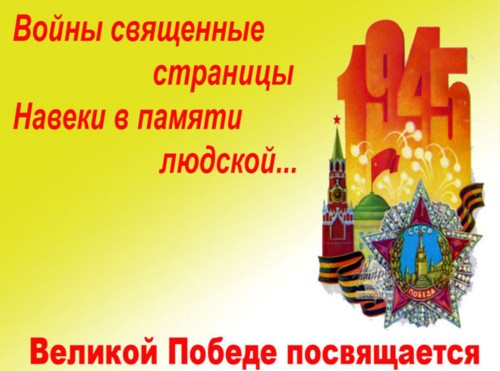 Войны священные
страницы
Навеки в памяти
людской...
1945
СССР
ПОБЕДА
Великой Победе посвящается